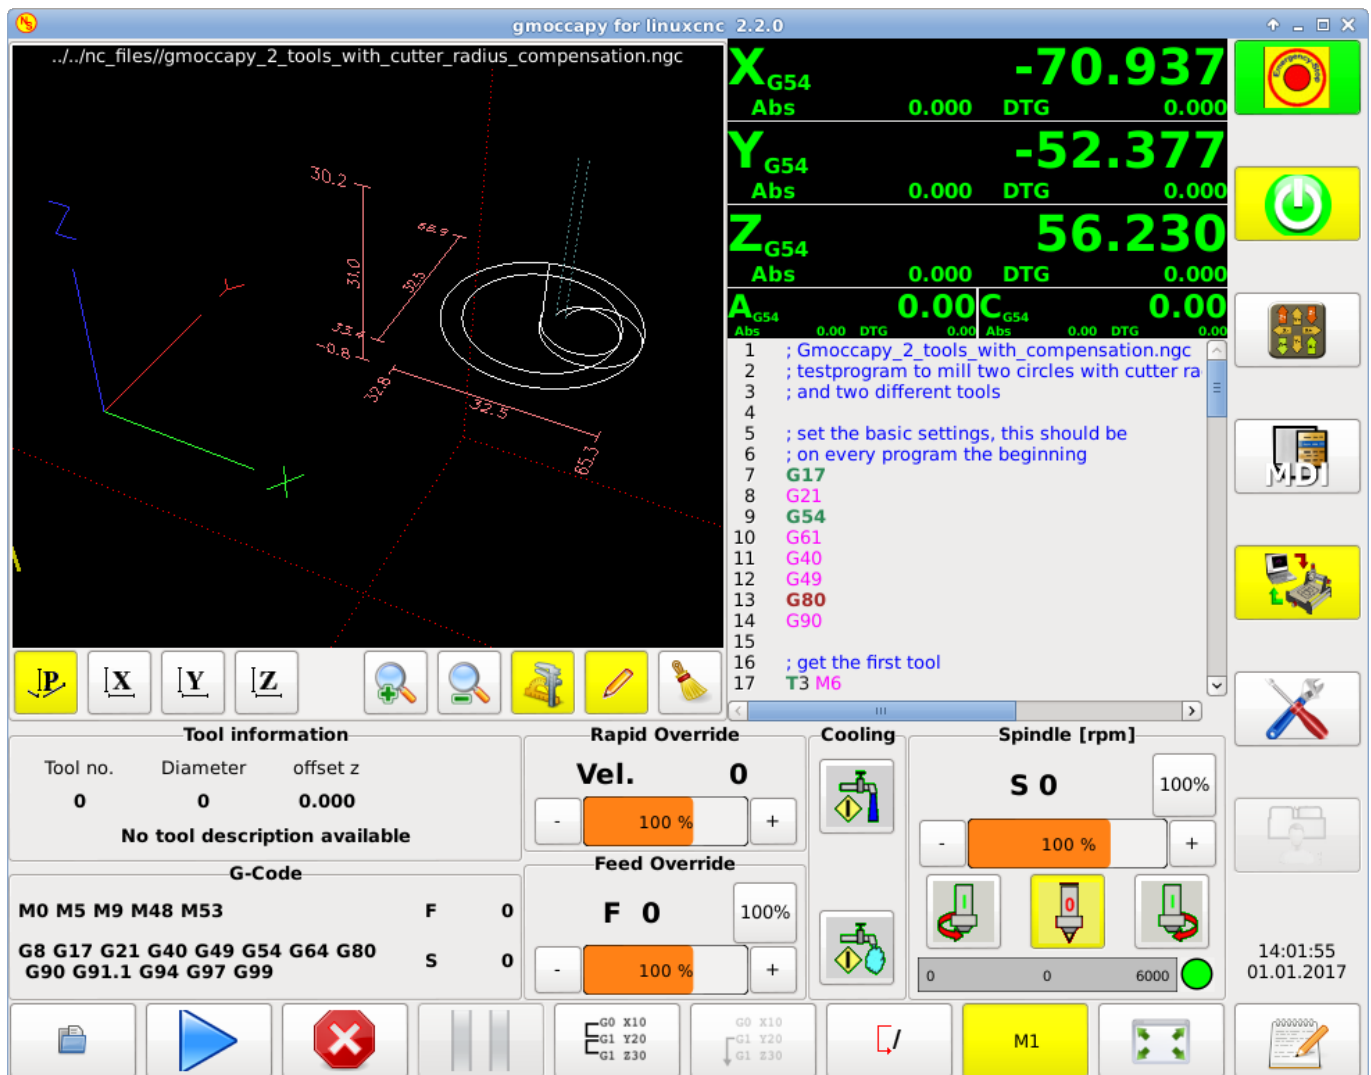 gmoccapy for linuxcnc 2.2.0
../../nc_files//gmoccapy_2_tools_with_cutter_radius_compensation.ngc
30.2
Z
Y
68.9
31.0
32.5
33.4
-0.8
32.8
32.5
65.3
X
X G54 -70.937
Abs 0.000 DTG 0.000
Y G54 -52.377
Abs 0.000 DTG 0.000
Z G54 56.230
Abs 0.000 DTG 0.000
A G54 0.00 C G54 0.00
Abs 0.00 DTG 0.00 Abs 0.00 DTG 0.00
1 ; Gmoccapy_2_tools_with_compensation.ngc
2 ; testprogram to mill two circles with cutter ra
3 ; and two different tools
4
5 ; set the basic settings, this should be
6 ; on every program the beginning
7 G17
8 G21
9 G54
10 G61
11 G40
12 G49
13 G80
14 G90
15
16 ; get the first tool
17 T3 M6
Emergency-Stop
MDI
P X Y Z
Tool information
Tool no. Diameter offset z
0 0 0.000
No tool description available
G-Code
M0 M5 M9 M48 M53 F 0
G8 G17 G21 G40 G49 G54 G64 G80
G90 G91.1 G94 G97 G99 S 0
Rapid Override
Vel. 0
- 100 % +
Feed Override
F 0 100%
- 100 % +
Cooling
Spindle [rpm]
S 0 100%
- 100 % +
I 0 I
0 0 6000
14:01:55
01.01.2017
G0 X10
G1 Y20
G1 Z30
G0 X10
G1 Y20
G1 Z30
M1